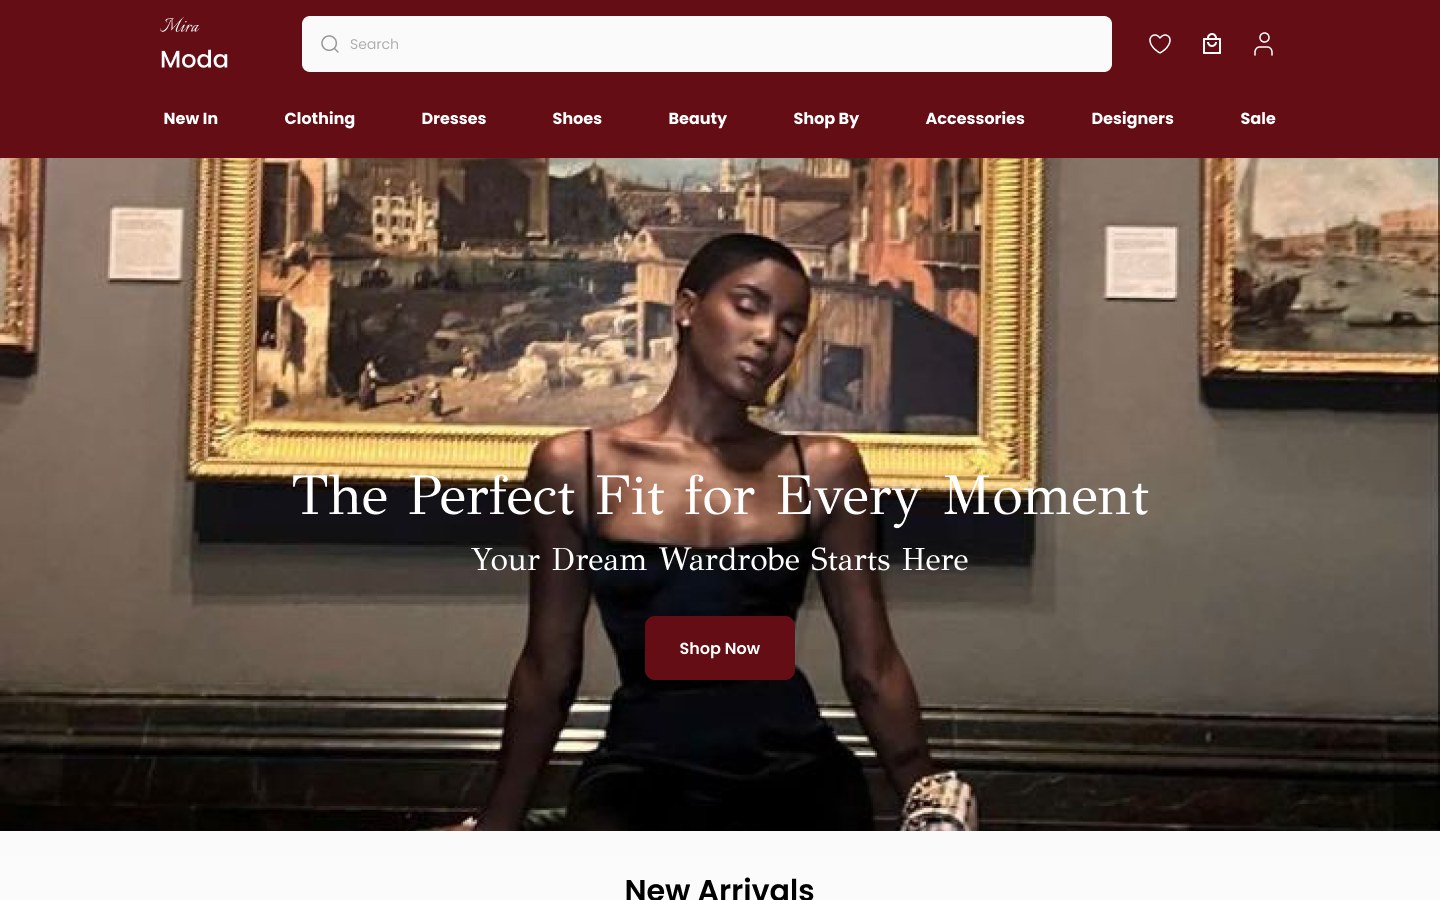 Mira
Moda
Search
New In
Clothing
Dresses
Shoes
Beauty
Shop By
Accessories
Designers
Sale
The Perfect Fit for Every Moment
Your Dream Wardrobe Starts Here
Shop Now
New Arrivals